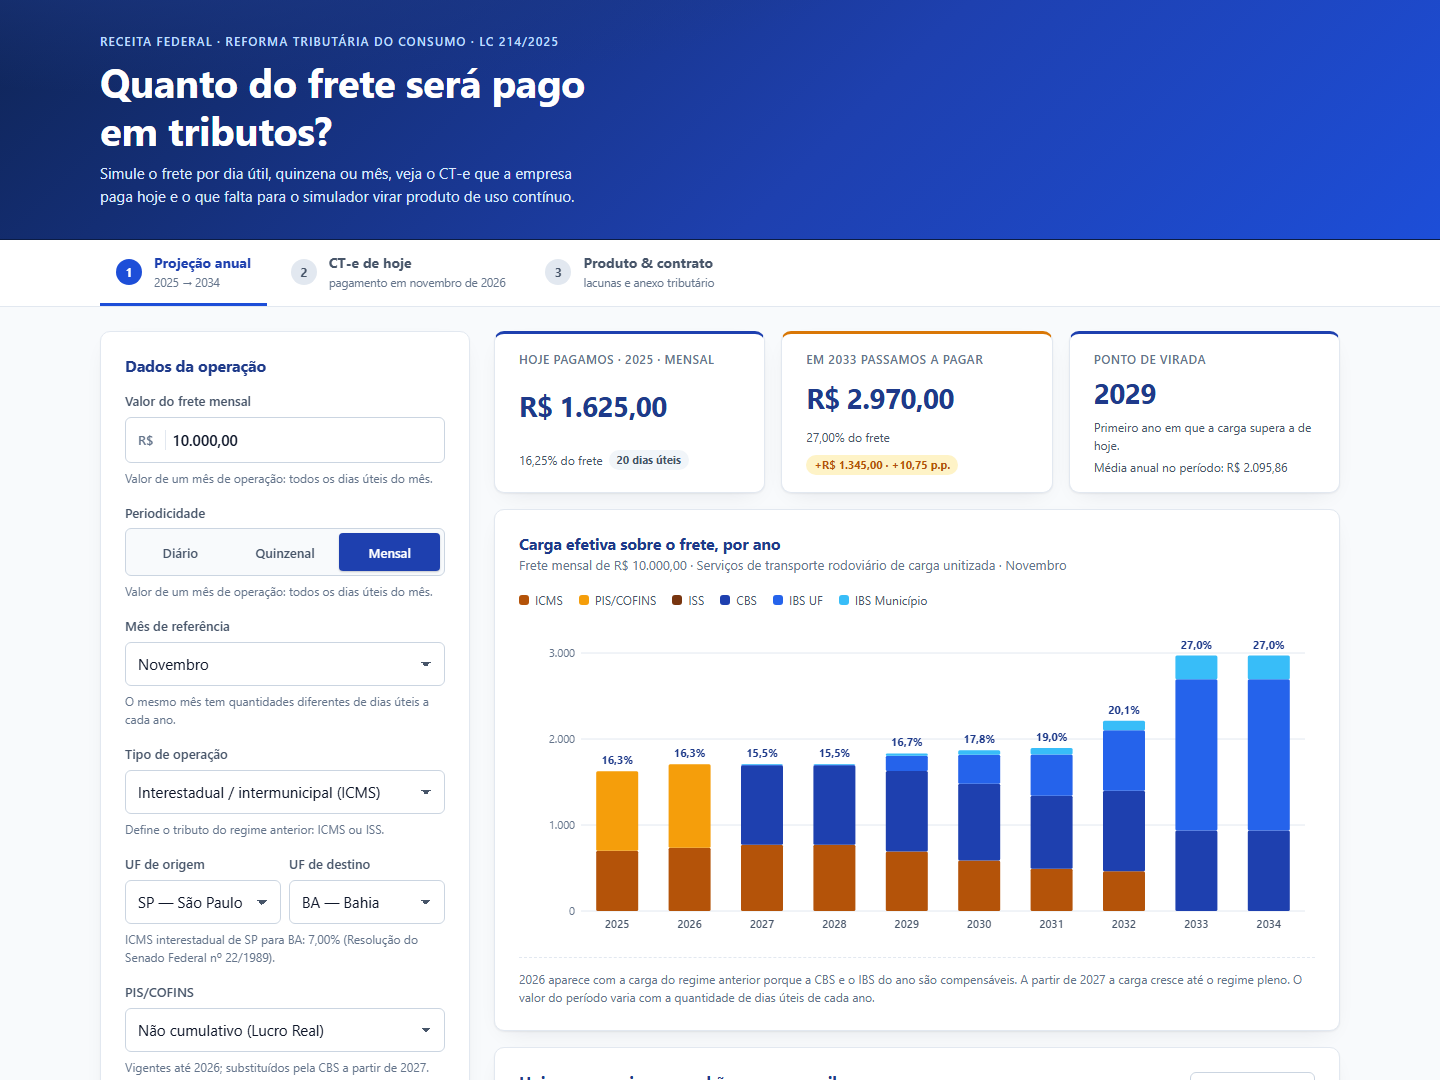 RECEITA FEDERAL · REFORMA TRIBUTÁRIA DO CONSUMO · LC 214/2025
Quanto do frete será pago
em tributos?
Simule o frete por dia útil, quinzena ou mês, veja o CT-e que a empresa
paga hoje e o que falta para o simulador virar produto de uso contínuo.
1 Projeção anual
2025 → 2034
2 CT-e de hoje
pagamento em novembro de 2026
3 Produto & contrato
lacunas e anexo tributário
Dados da operação
Valor do frete mensal
R$ 10.000,00
Valor de um mês de operação: todos os dias úteis do mês.
Periodicidade
Diário Quinzenal Mensal
Valor de um mês de operação: todos os dias úteis do mês.
Mês de referência
Novembro
O mesmo mês tem quantidades diferentes de dias úteis a
cada ano.
Tipo de operação
Interestadual / intermunicipal (ICMS)
Define o tributo do regime anterior: ICMS ou ISS.
UF de origem UF de destino
SP — São Paulo BA — Bahia
ICMS interestadual de SP para BA: 7,00% (Resolução do
Senado Federal nº 22/1989).
PIS/COFINS
Não cumulativo (Lucro Real)
Vigentes até 2026; substituídos pela CBS a partir de 2027.
HOJE PAGAMOS · 2025 · MENSAL
R$ 1.625,00
16,25% do frete 20 dias úteis
EM 2033 PASSAMOS A PAGAR
R$ 2.970,00
27,00% do frete
+R$ 1.345,00 · +10,75 p.p.
PONTO DE VIRADA
2029
Primeiro ano em que a carga supera a de
hoje.
Média anual no período: R$ 2.095,86
Carga efetiva sobre o frete, por ano
Frete mensal de R$ 10.000,00 · Serviços de transporte rodoviário de carga unitizada · Novembro
ICMS PIS/COFINS ISS CBS IBS UF IBS Município
3.000
2.000
1.000
0
16,3% 16,3% 15,5% 15,5% 16,7% 17,8% 19,0% 20,1% 27,0% 27,0%
2025 2026 2027 2028 2029 2030 2031 2032 2033 2034
2026 aparece com a carga do regime anterior porque a CBS e o IBS do ano são compensáveis. A partir de 2027 a carga cresce até o regime pleno. O
valor do período varia com a quantidade de dias úteis de cada ano.